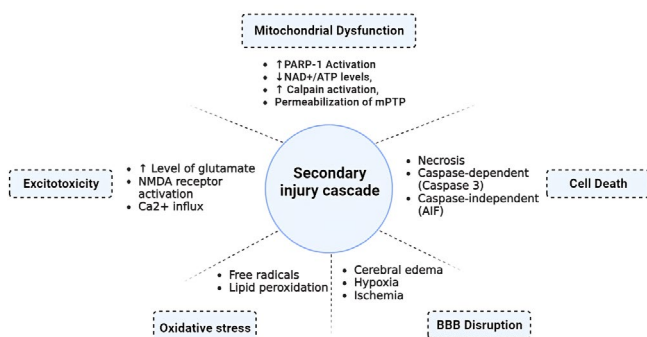 Mitochondrial Dysfunction
• ↑PARP-1 Activation
• ↓NAD+/ATP levels,
• ↑ Calpain activation,
• Permeabilization of mPTP
Excitotoxicity
• ↑ Level of glutamate
• NMDA receptor
activation
• Ca2+ influx
Secondary
injury cascade
• Necrosis
• Caspase-dependent
(Caspase 3)
• Caspase-independent
(AIF)
Cell Death
• Free radicals
• Lipid peroxidation
Oxidative stress
• Cerebral edema
• Hypoxia
• Ischemia
BBB Disruption